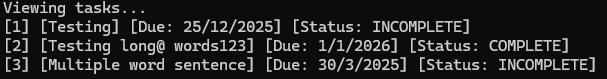 Viewing tasks...
[1] [Testing] [Due: 25/12/2025] [Status: INCOMPLETE]
[2] [Testing long@ words123] [Due: 1/1/2026] [Status: COMPLETE]
[3] [Multiple word sentence] [Due: 30/3/2025] [Status: INCOMPLETE]